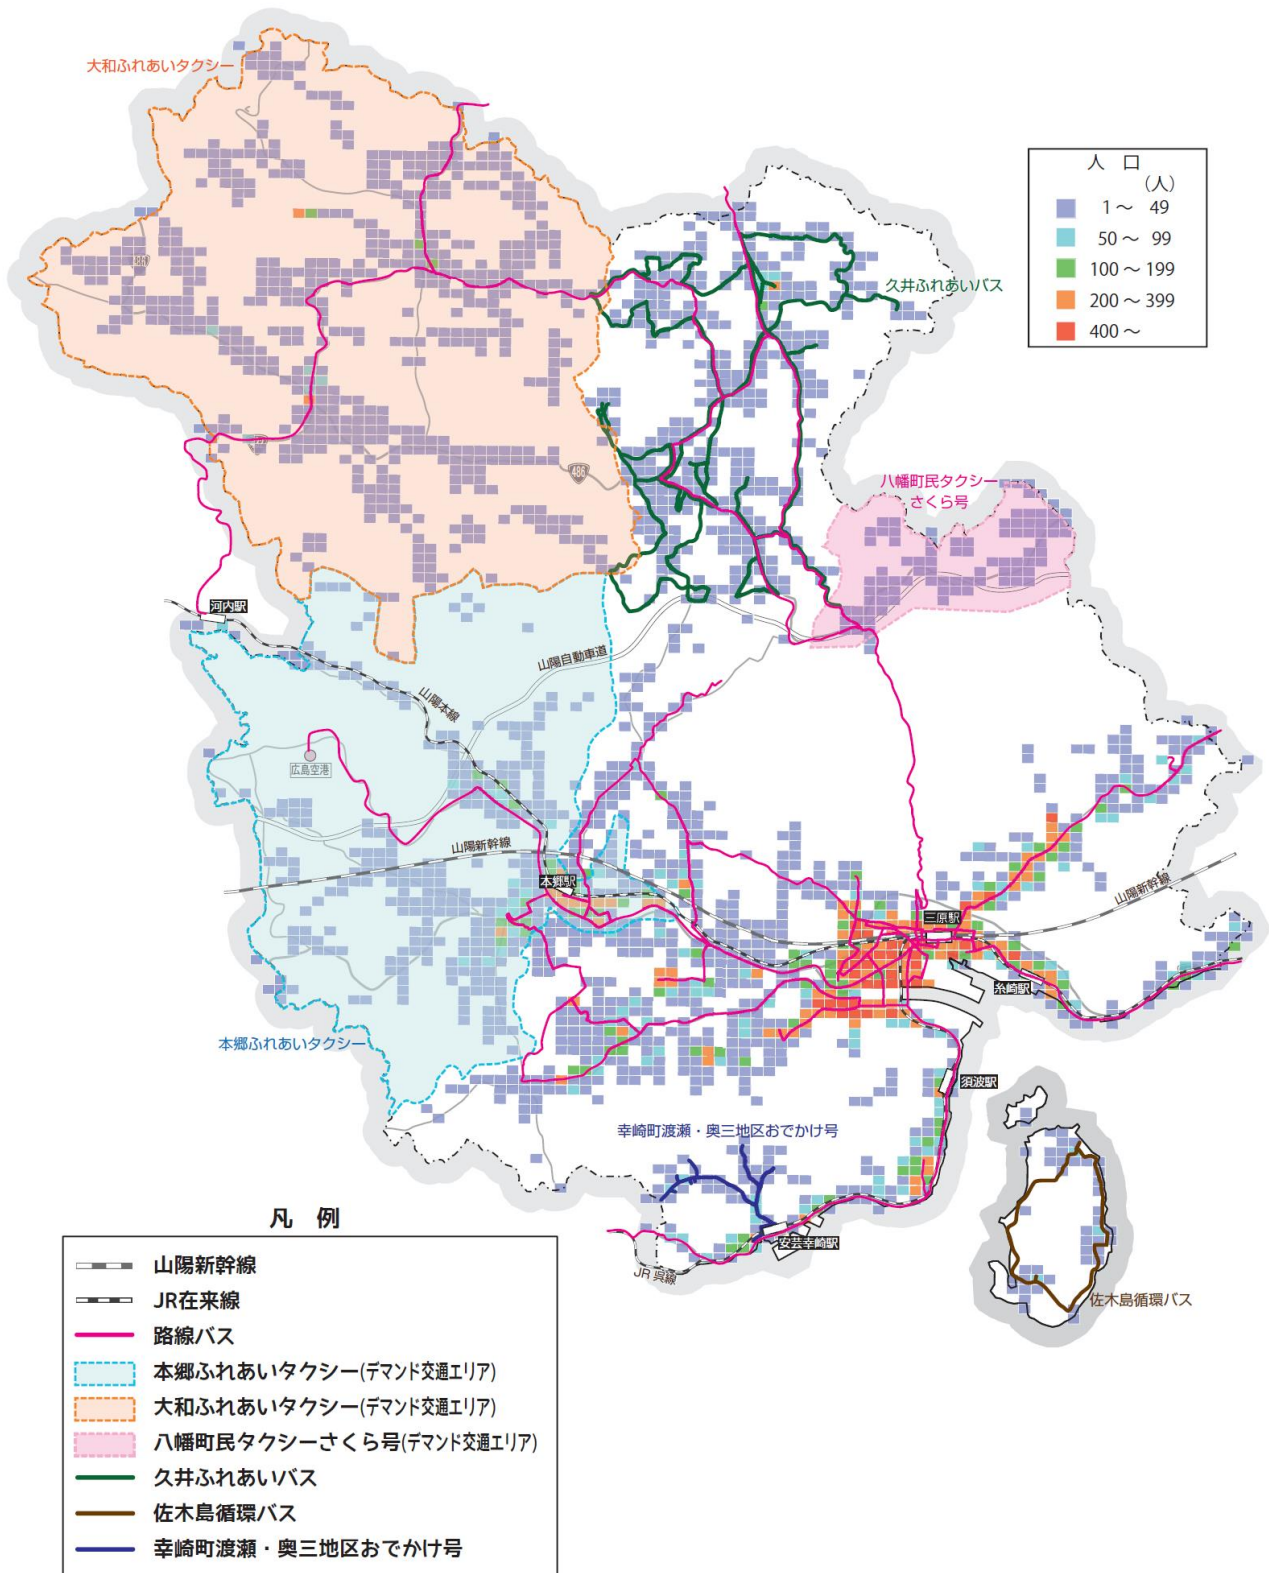 大和ふれあいタクシー
人 口
(人)
1～ 49
50～ 99
100～199
200～399
400～
486
久井ふれあいバス
486
八幡町民タクシー
さくら号
河内駅
山陽自動車道
山陽本線
広島空港
山陽新幹線
本郷駅
山陽新幹線
三原駅
糸崎駅
本郷ふれあいタクシー
須波駅
幸崎町渡瀬・奥三地区おでかけ号
安芸幸崎駅
JR 呉線
佐木島循環バス
凡 例
山陽新幹線
JR在来線
路線バス
本郷ふれあいタクシー(デマンド交通エリア)
大和ふれあいタクシー(デマンド交通エリア)
八幡町民タクシーさくら号(デマンド交通エリア)
久井ふれあいバス
佐木島循環バス
幸崎町渡瀬・奥三地区おでかけ号